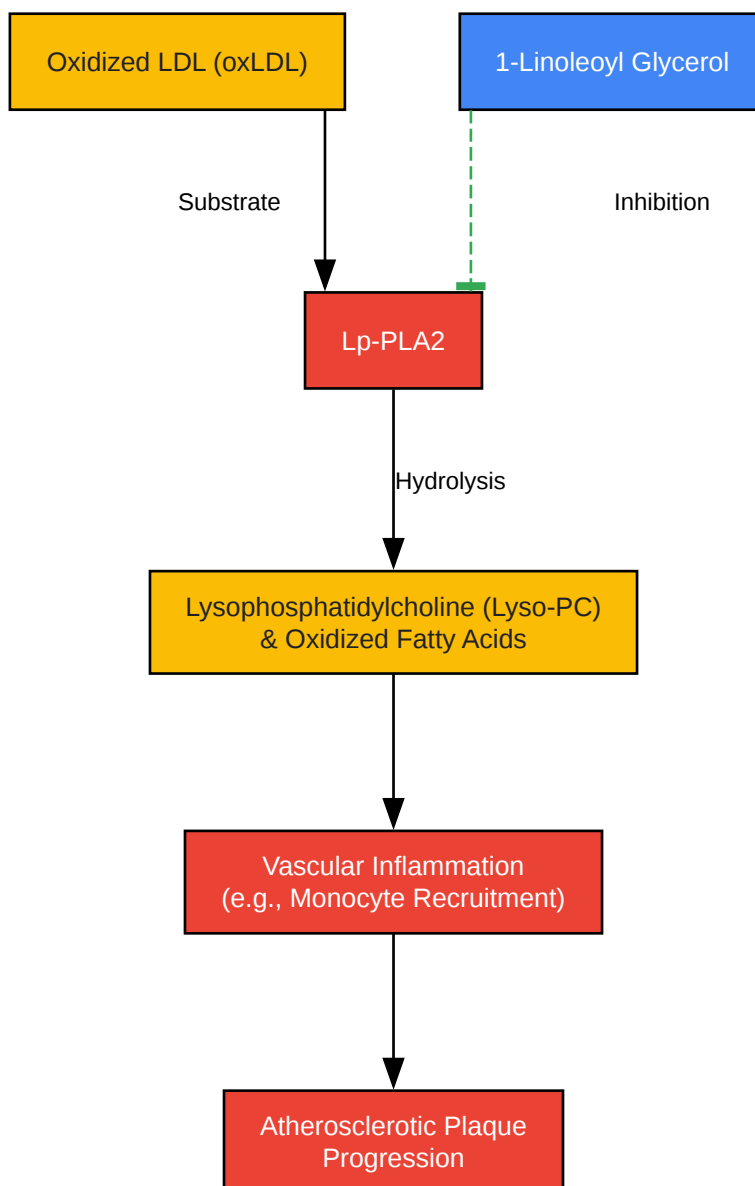 Oxidized LDL (oxLDL)
1-Linoleoyl Glycerol
Substrate
Inhibition
Lp-PLA2
Hydrolysis
Lysophosphatidylcholine (Lyso-PC)
& Oxidized Fatty Acids
Vascular Inflammation
(e.g., Monocyte Recruitment)
Atherosclerotic Plaque
Progression